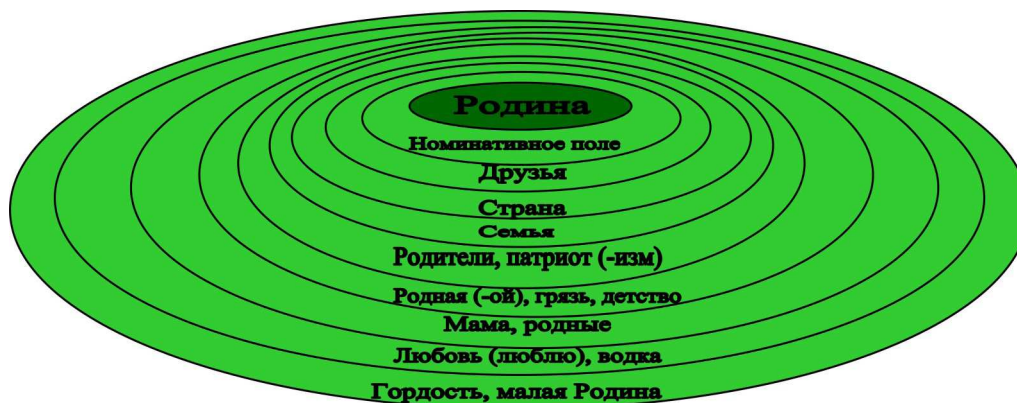 Родина
Номинативное поле
Друзья
Страна
Семья
Родители, патриот (-изм)
Родная (-ой), грязь, детство
Мама, родные
Любовь (люблю), водка
Гордость, малая Родина